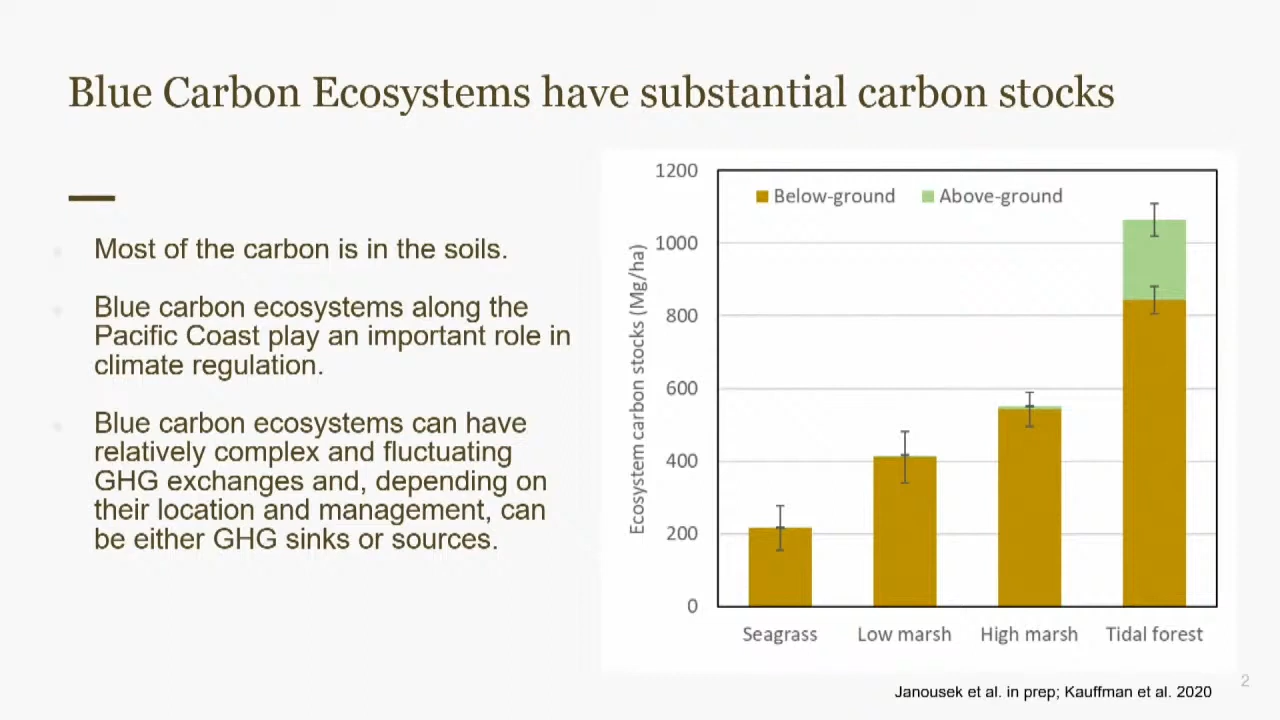 Blue Carbon Ecosystems have substantial carbon stocks
Most of the carbon is in the soils.
Blue carbon ecosystems along the
Pacific Coast play an important role in
climate regulation.
Blue carbon ecosystems can have
relatively complex and fluctuating
GHG exchanges and, depending on
their location and management, can
be either GHG sinks or sources.
Ecosystem carbon stocks (Mg/ha)
1200
1000
800
600
400
200
0
Below-ground Above-ground
Seagrass Low marsh High marsh Tidal forest
Janousek et al. in prep; Kauffman et al. 2020
2